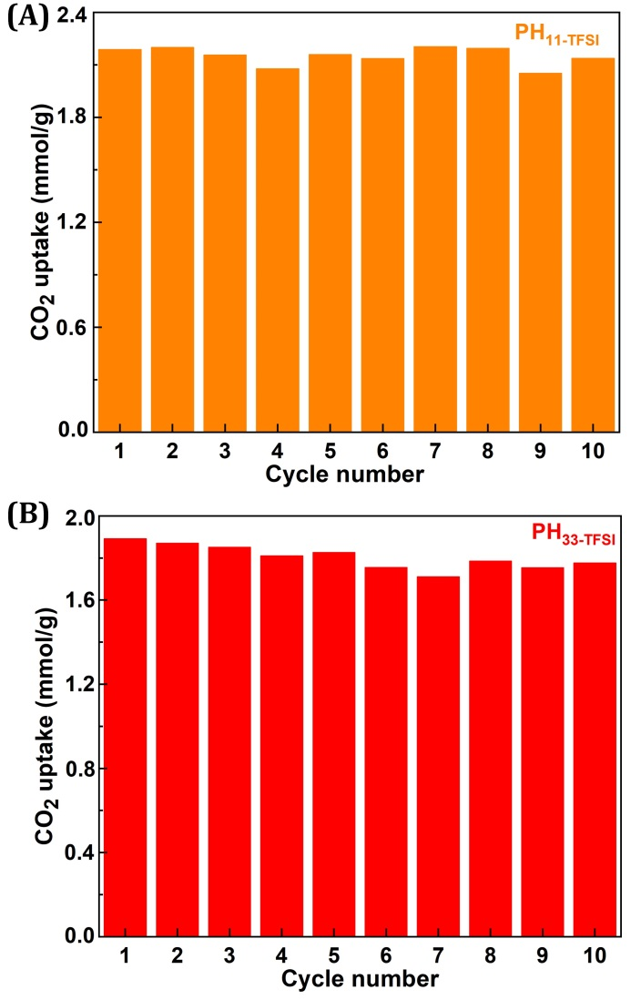 (A)
PH11-TFSI
CO2 uptake (mmol/g)
2.4
1.8
1.2
0.6
0.0
1 2 3 4 5 6 7 8 9 10
Cycle number
(B)
PH33-TFSI
CO2 uptake (mmol/g)
2.0
1.6
1.2
0.8
0.4
0.0
1 2 3 4 5 6 7 8 9 10
Cycle number